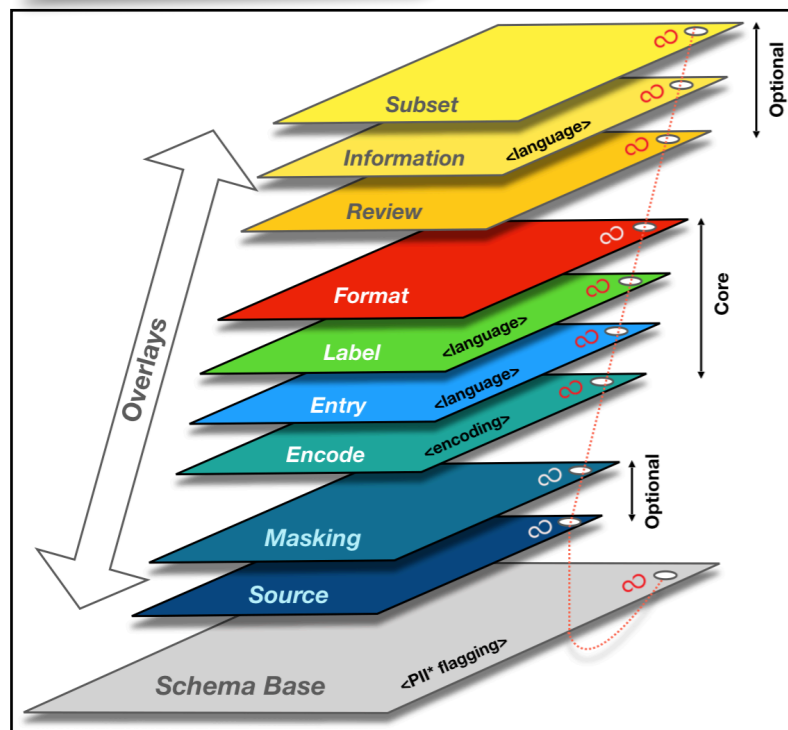 Subset
Optional
Information
<language>
Review
Format
Core
Label
<language>
Overlays
Entry
<language>
Encode
<encoding>
Masking
Optional
Source
Schema Base
<PII* flagging>